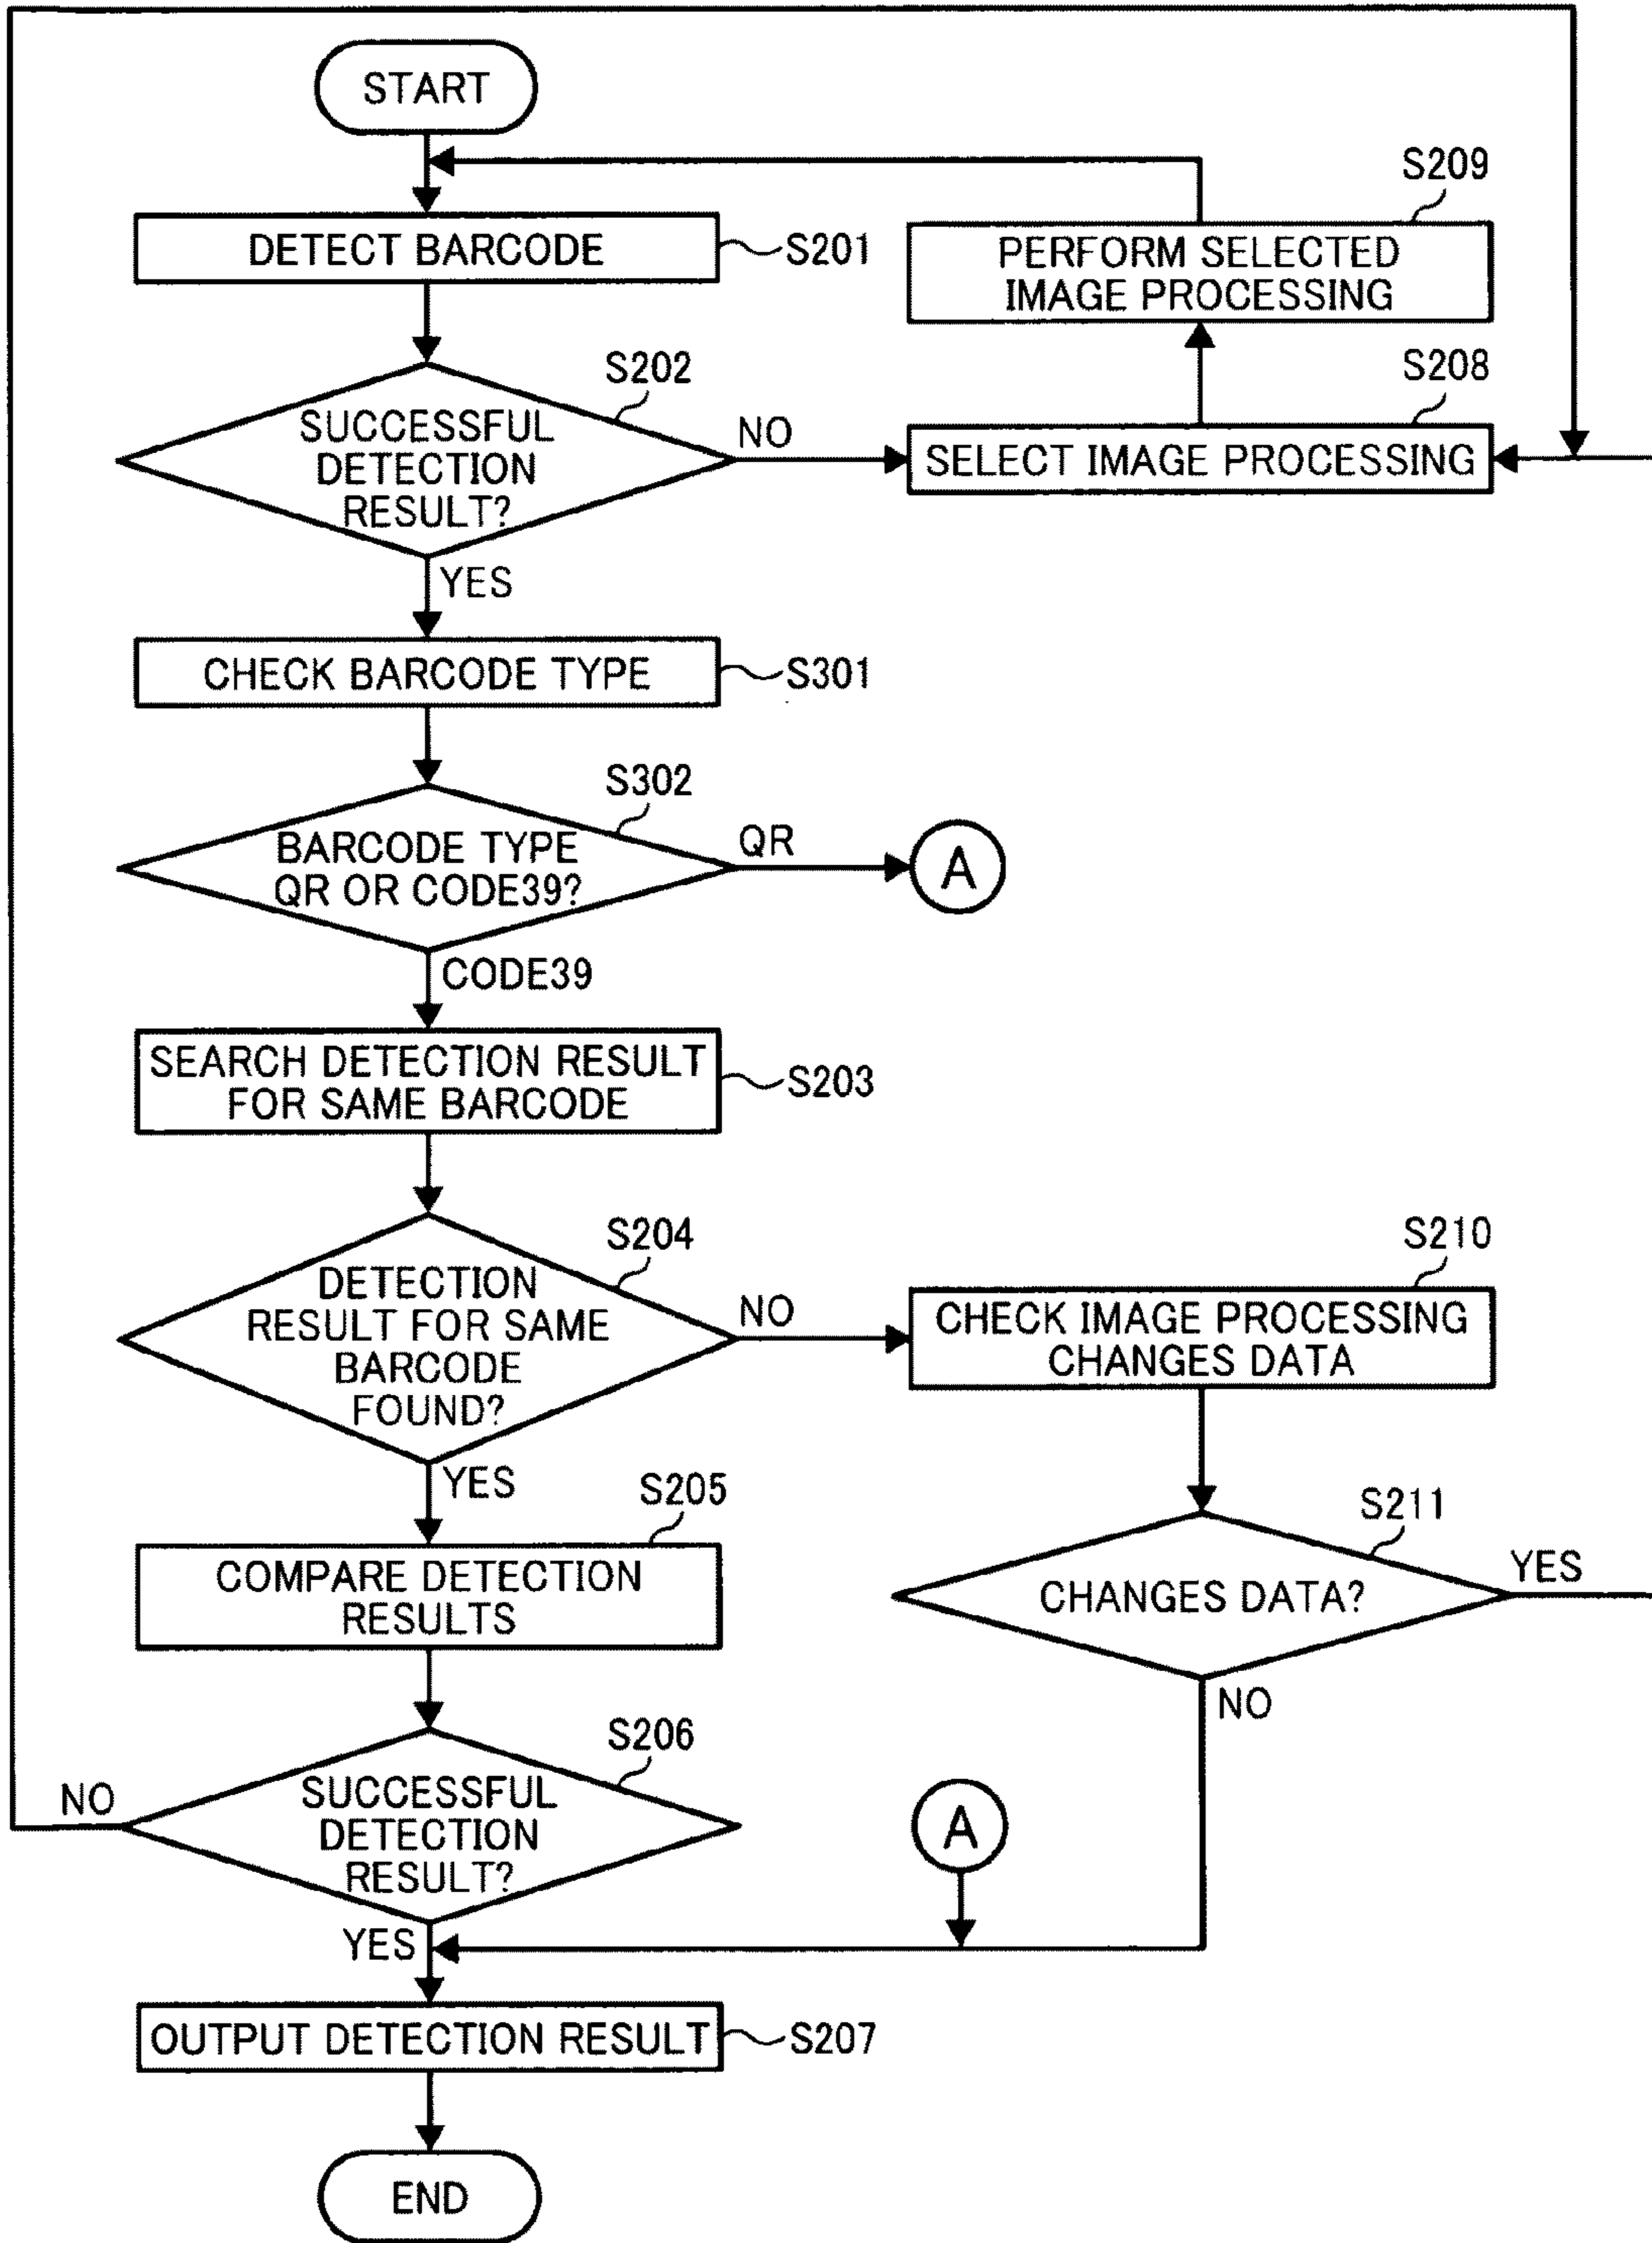 START
S209
DETECT BARCODE
S201
PERFORM SELECTED
IMAGE PROCESSING
S202
S208
SUCCESSFUL
DETECTION
RESULT?
NO
SELECT IMAGE PROCESSING
YES
CHECK BARCODE TYPE
S301
S302
BARCODE TYPE
QR OR CODE39?
QR
A
CODE39
SEARCH DETECTION RESULT
FOR SAME BARCODE
S203
S204
S210
DETECTION
RESULT FOR SAME
BARCODE
FOUND?
NO
CHECK IMAGE PROCESSING
CHANGES DATA
YES
S205
S211
COMPARE DETECTION
RESULTS
CHANGES DATA?
YES
NO
S206
NO
SUCCESSFUL
DETECTION
RESULT?
A
YES
OUTPUT DETECTION RESULT
S207
END